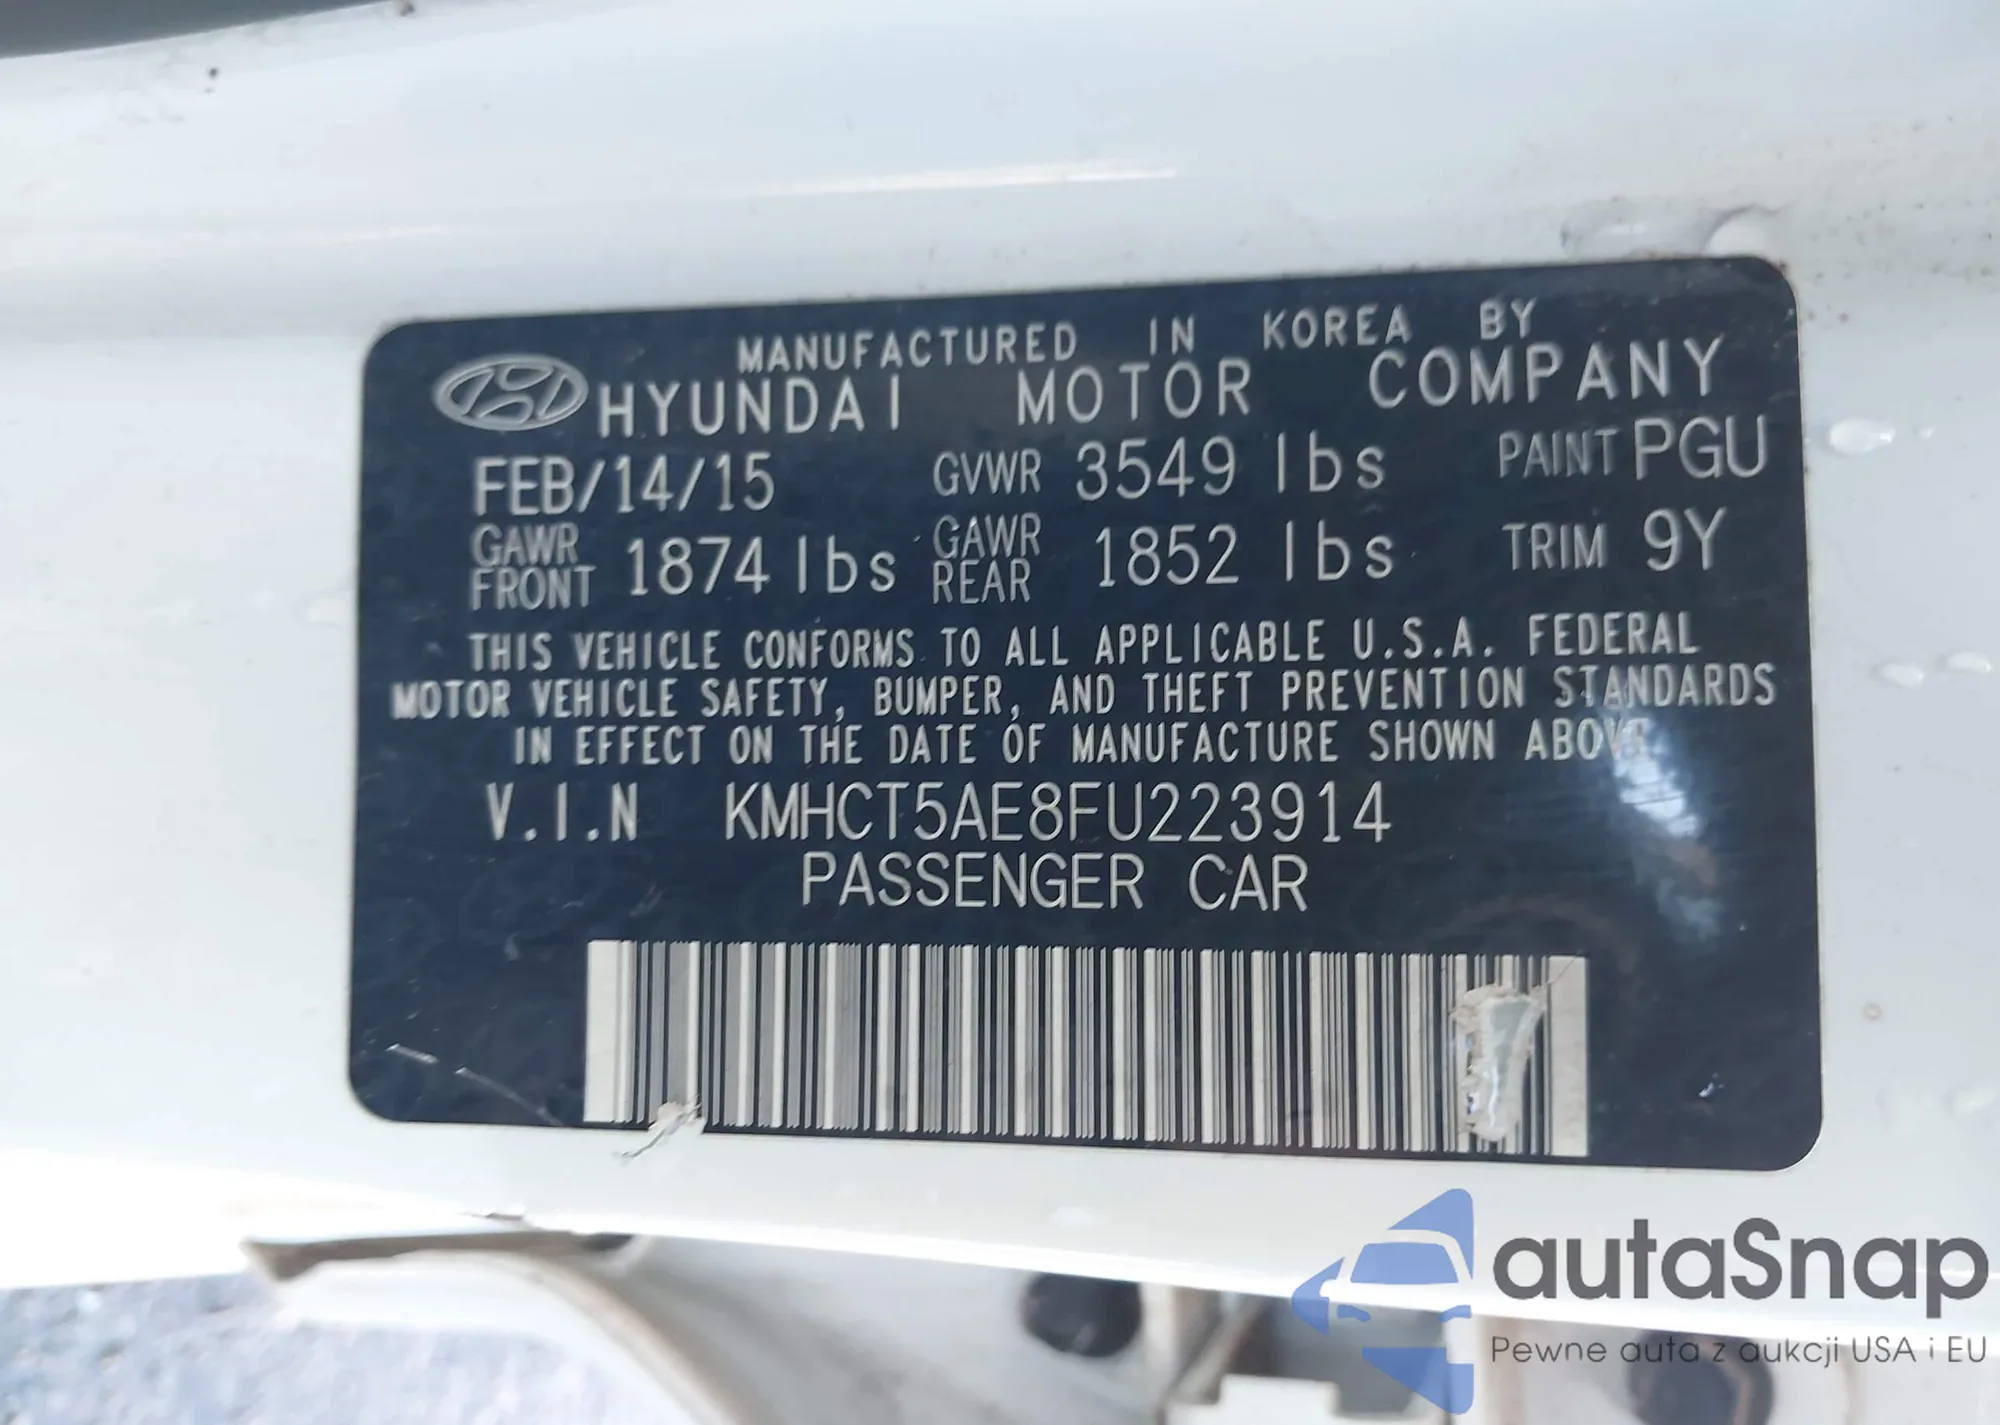 MANUFACTURED IN KOREA BY
HYUNDAI MOTOR COMPANY
FEB/14/15 GVWR 3549 lbs PAINT PGU
GAWR FRONT 1874 lbs GAWR REAR 1852 lbs TRIM 9Y
THIS VEHICLE CONFORMS TO ALL APPLICABLE U.S.A. FEDERAL
MOTOR VEHICLE SAFETY, BUMPER, AND THEFT PREVENTION STANDARDS
IN EFFECT ON THE DATE OF MANUFACTURE SHOWN ABOVE
V.I.N KMHCT5AE8FU223914
PASSENGER CAR
autaSnap
Pewne auta z aukcji USA i EU